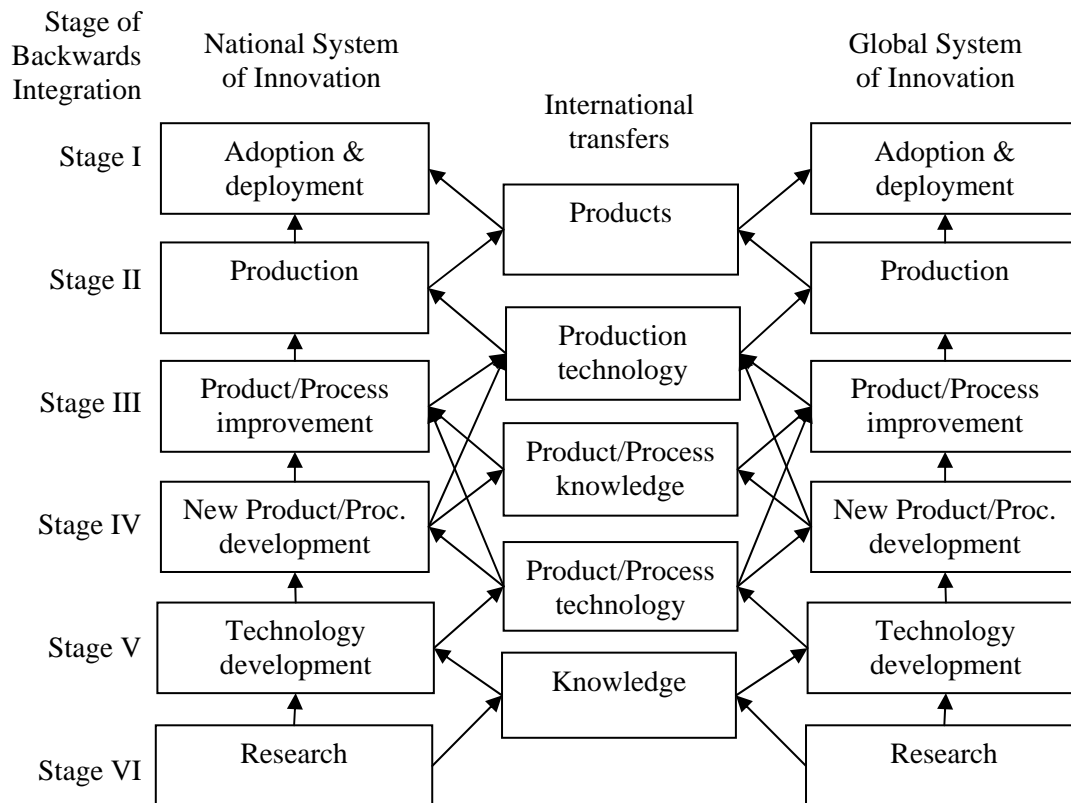 Stage of
Backwards
Integration
National System
of Innovation
International
transfers
Global System
of Innovation
Stage I
Adoption &
deployment
Products
Adoption &
deployment
Stage II
Production
Production
Production
technology
Stage III
Product/Process
improvement
Product/Process
improvement
Product/Process
knowledge
Stage IV
New Product/Proc.
development
New Product/Proc.
development
Product/Process
technology
Stage V
Technology
development
Technology
development
Knowledge
Stage VI
Research
Research